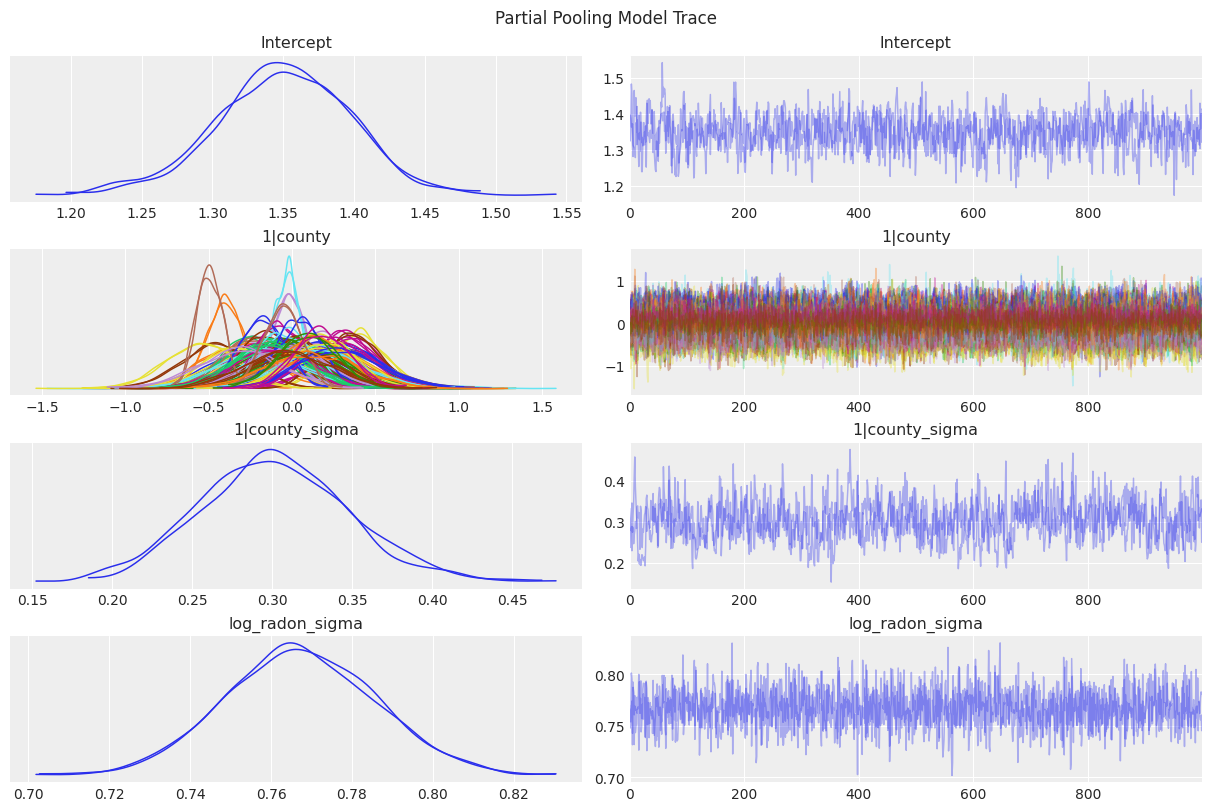 Partial Pooling Model Trace
Intercept
1.20 1.25 1.30 1.35 1.40 1.45 1.50 1.55
Intercept
1.5
1.4
1.3
1.2
0 200 400 600 800
1|county
−1.5 −1.0 −0.5 0.0 0.5 1.0 1.5
1|county
1
0
−1
0 200 400 600 800
1|county_sigma
0.15 0.20 0.25 0.30 0.35 0.40 0.45
1|county_sigma
0.4
0.3
0.2
0 200 400 600 800
log_radon_sigma
0.70 0.72 0.74 0.76 0.78 0.80 0.82
log_radon_sigma
0.80
0.75
0.70
0 200 400 600 800